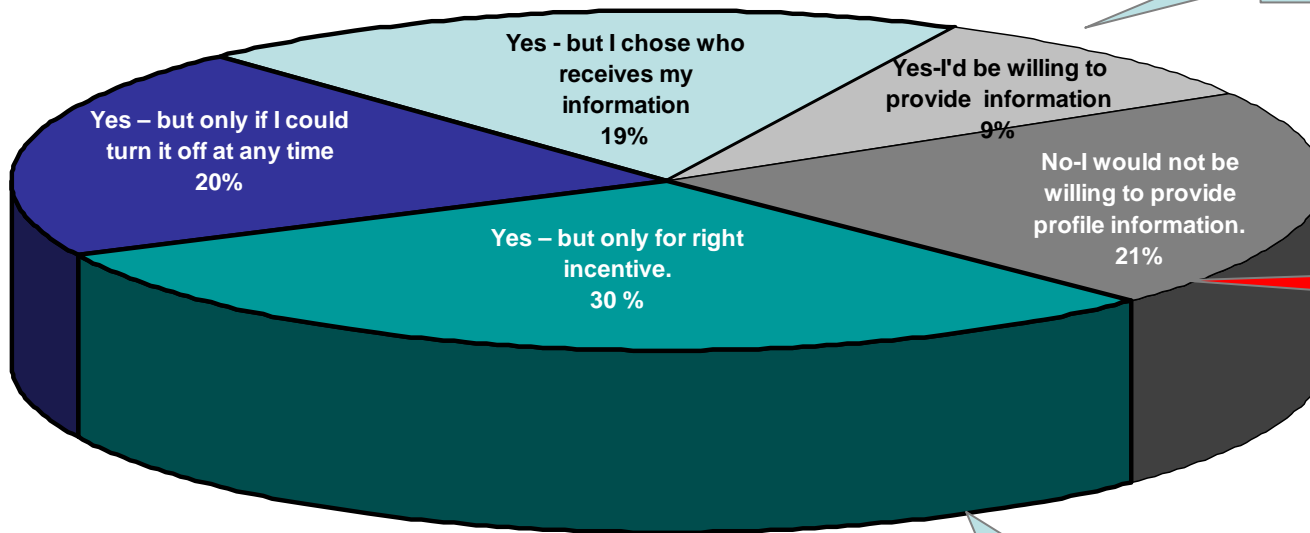 Yes - but I chose who
receives my
information
19%
Yes-I'd be willing to
provide  information
9%
Yes – but only if I could
turn it off at any time
20%
No-I would not be
willing to provide
profile information.
21%
Yes – but only for right
incentive.
30 %